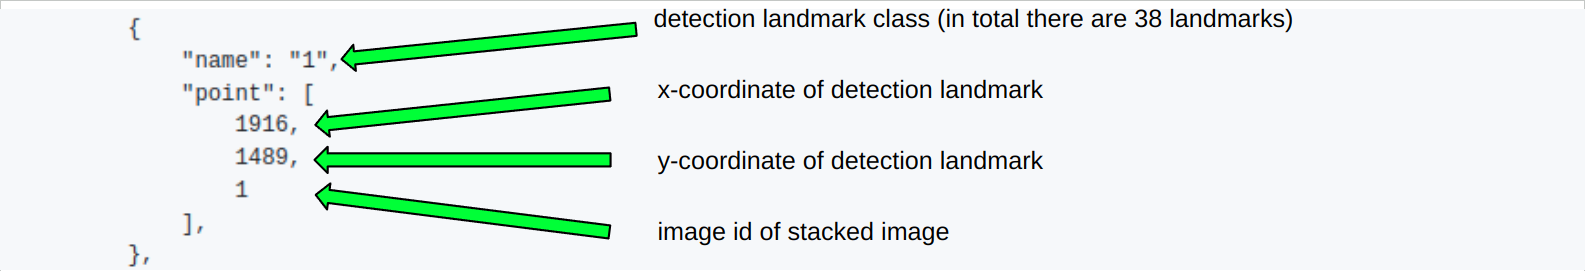 {
detection landmark class (in total there are 38 landmarks)
"name": "1",
"point": [
x-coordinate of detection landmark
1916,
1489,
y-coordinate of detection landmark
1
image id of stacked image
],
},